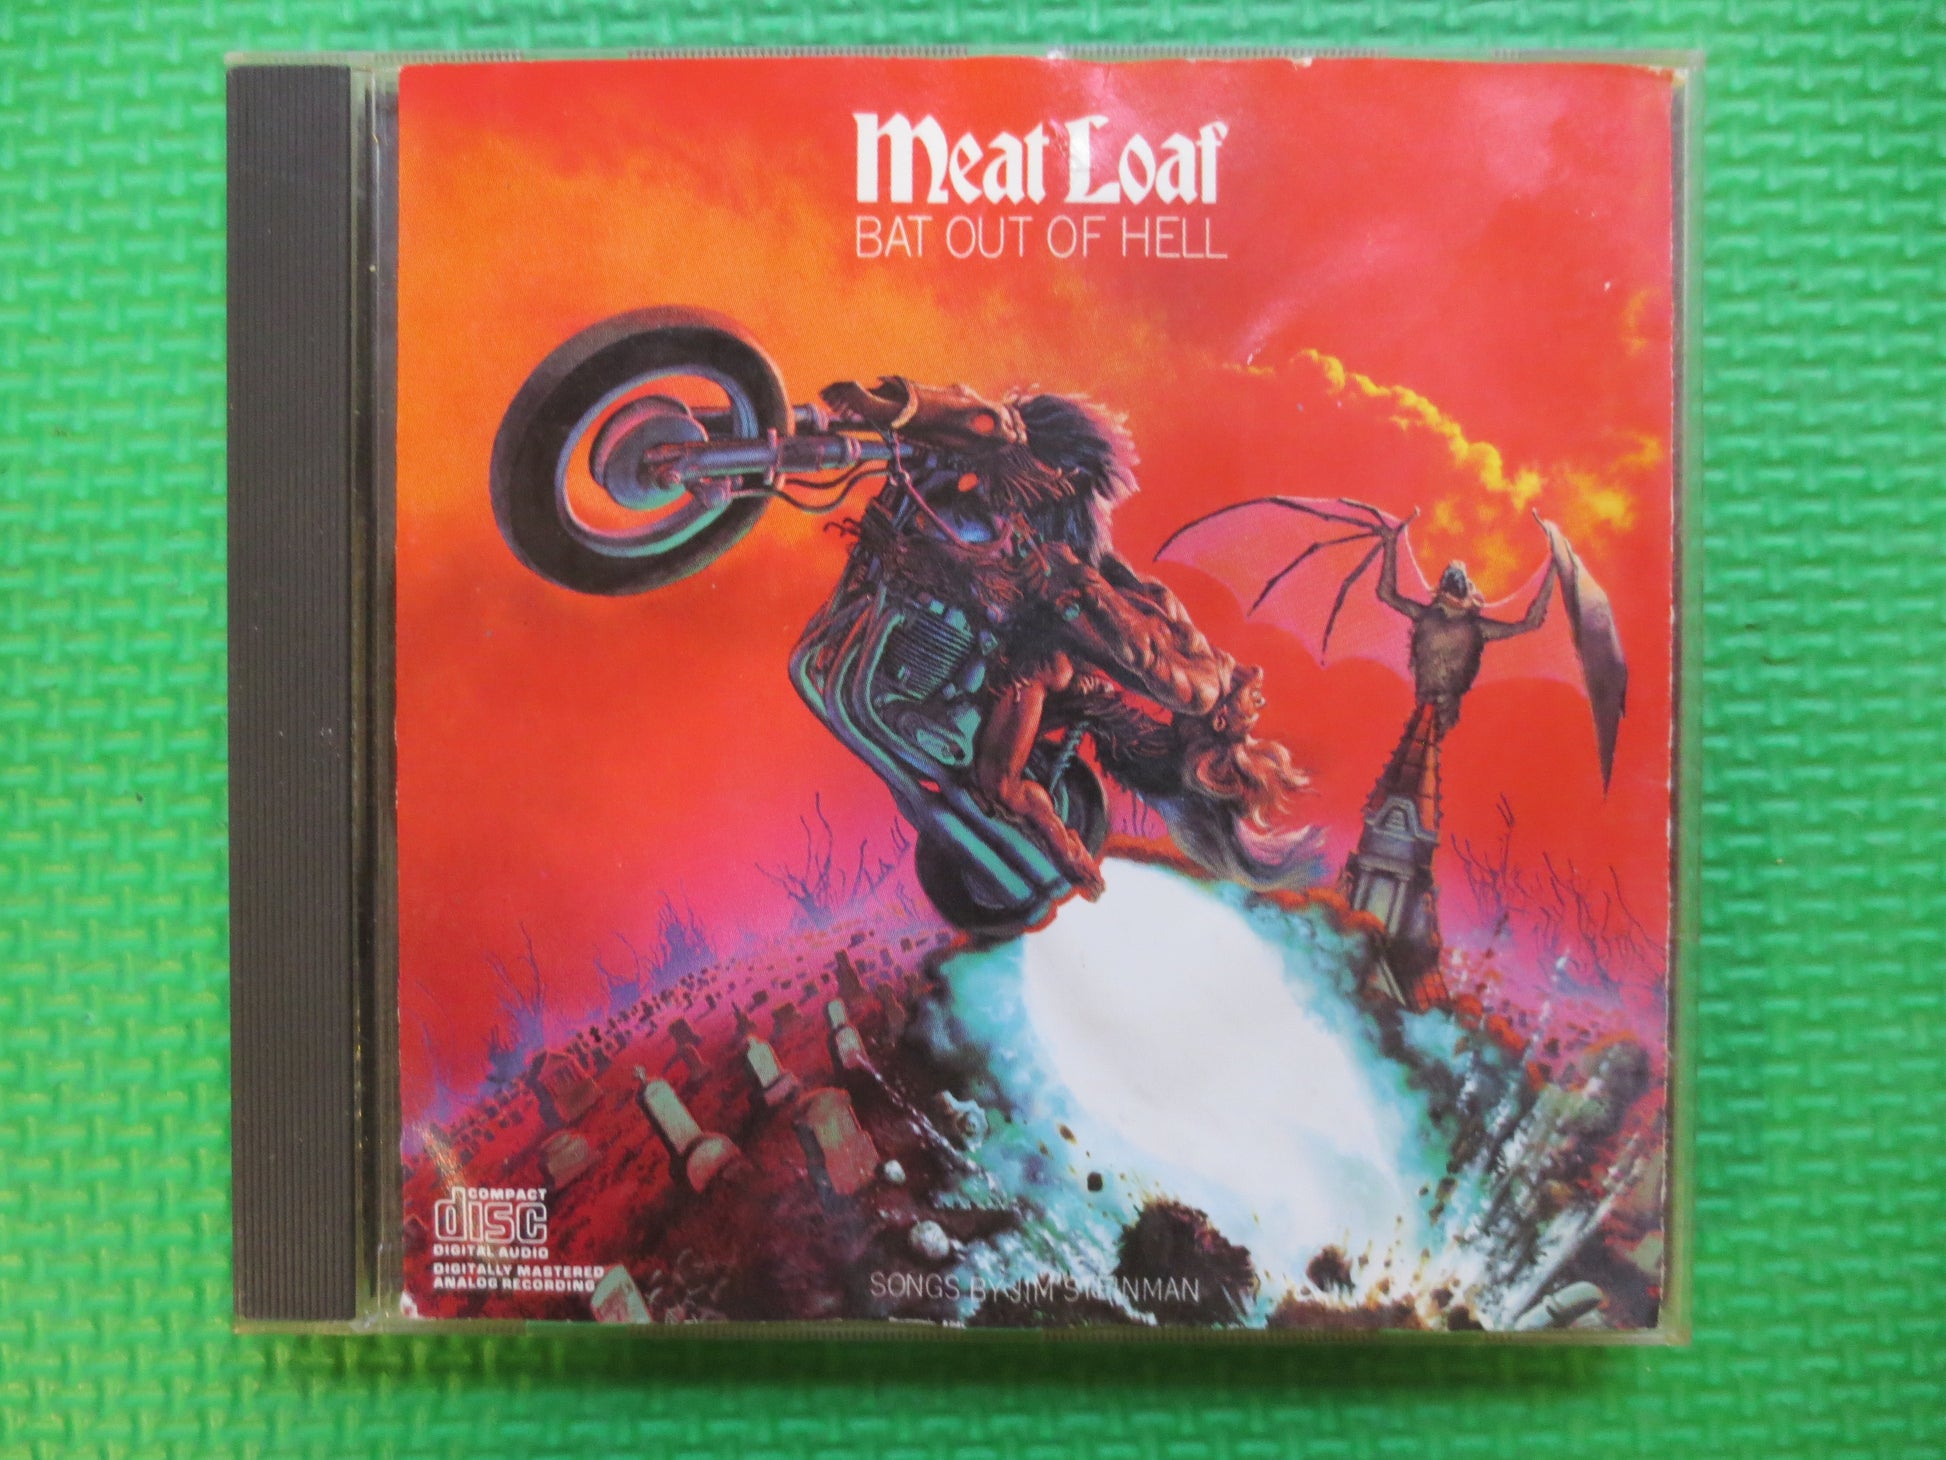 Meat Loaf
BAT OUT OF HELL
COMPACT
disc
DIGITAL AUDIO
DIGITALLY MASTERED
ANALOG RECORDING
SONGS BY JIM STEINMAN